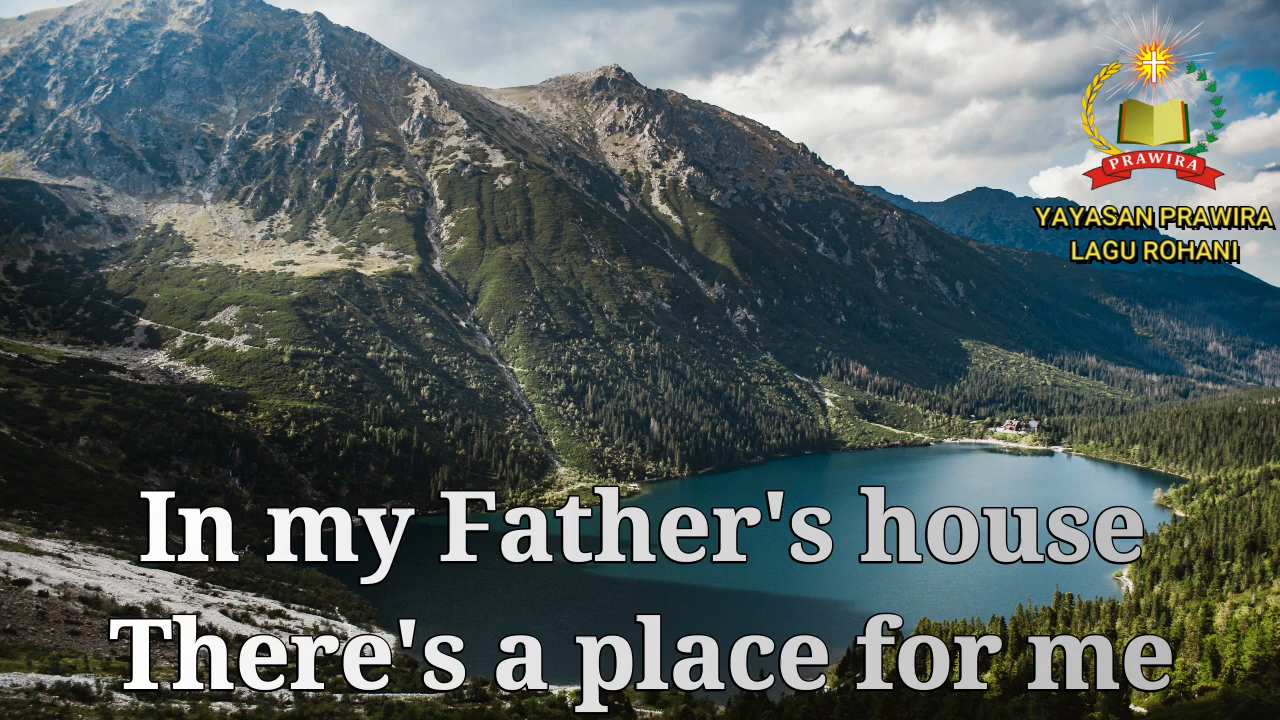 PRAWIRA
YAYASAN PRAWIRA
LAGU ROHANI
In my Father's house
There's a place for me